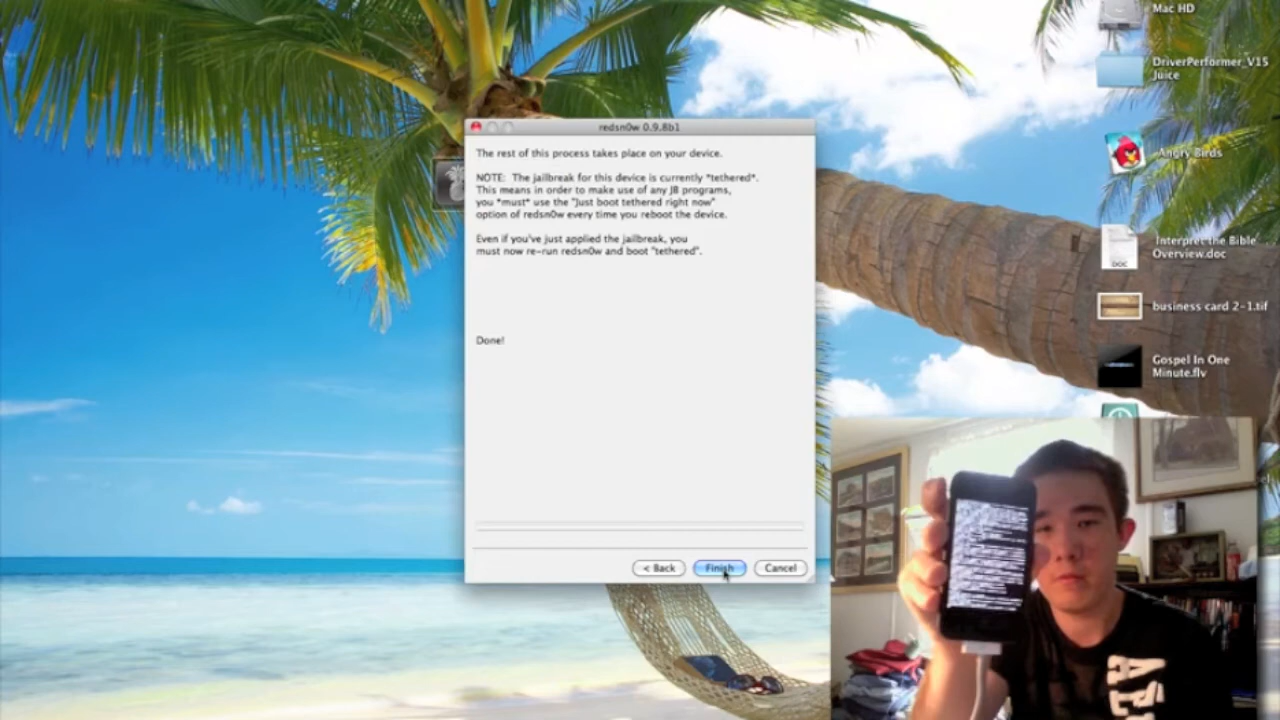 Mac HD
redsn0w 0.9.8b1
The rest of this process takes place on your device.
NOTE: The jailbreak for this device is currently *tethered*.
This means in order to make use of any JB programs,
you *must* use the "Just boot tethered right now"
option of redsn0w every time you reboot the device.
Even if you've just applied the jailbreak, you
must now re-run redsn0w and boot "tethered".
Done!
< Back
Finish
Cancel
DriverPerformer_V15
Juice
Angry Birds
Interpret the Bible
Overview.doc
DOC
business card 2-1.tif
Gospel In One
Minute.flv